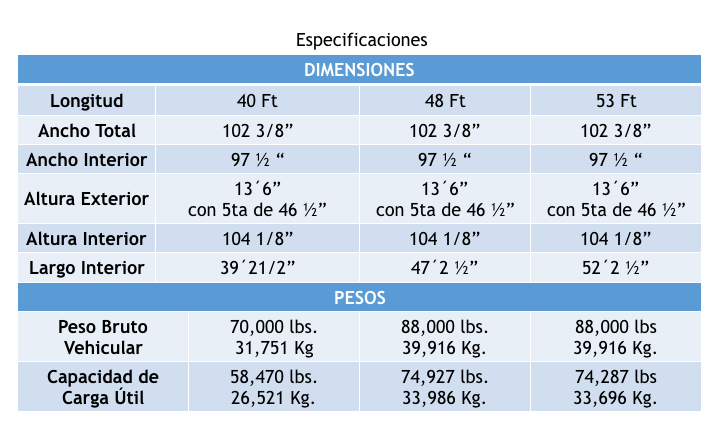 Especificaciones
DIMENSIONES
Longitud 40 Ft 48 Ft 53 Ft
Ancho Total 102 3/8” 102 3/8” 102 3/8”
Ancho Interior 97 ½ “ 97 ½ “ 97 ½ “
Altura Exterior 13´6” 13´6” 13´6”
con 5ta de 46 ½” con 5ta de 46 ½” con 5ta de 46 ½”
Altura Interior 104 1/8” 104 1/8” 104 1/8”
Largo Interior 39´21/2” 47´2 ½” 52´2 ½”
PESOS
Peso Bruto 70,000 lbs. 88,000 lbs. 88,000 lbs
Vehicular 31,751 Kg 39,916 Kg. 39,916 Kg.
Capacidad de 58,470 lbs. 74,927 lbs. 74,287 lbs
Carga Útil 26,521 Kg. 33,986 Kg. 33,696 Kg.